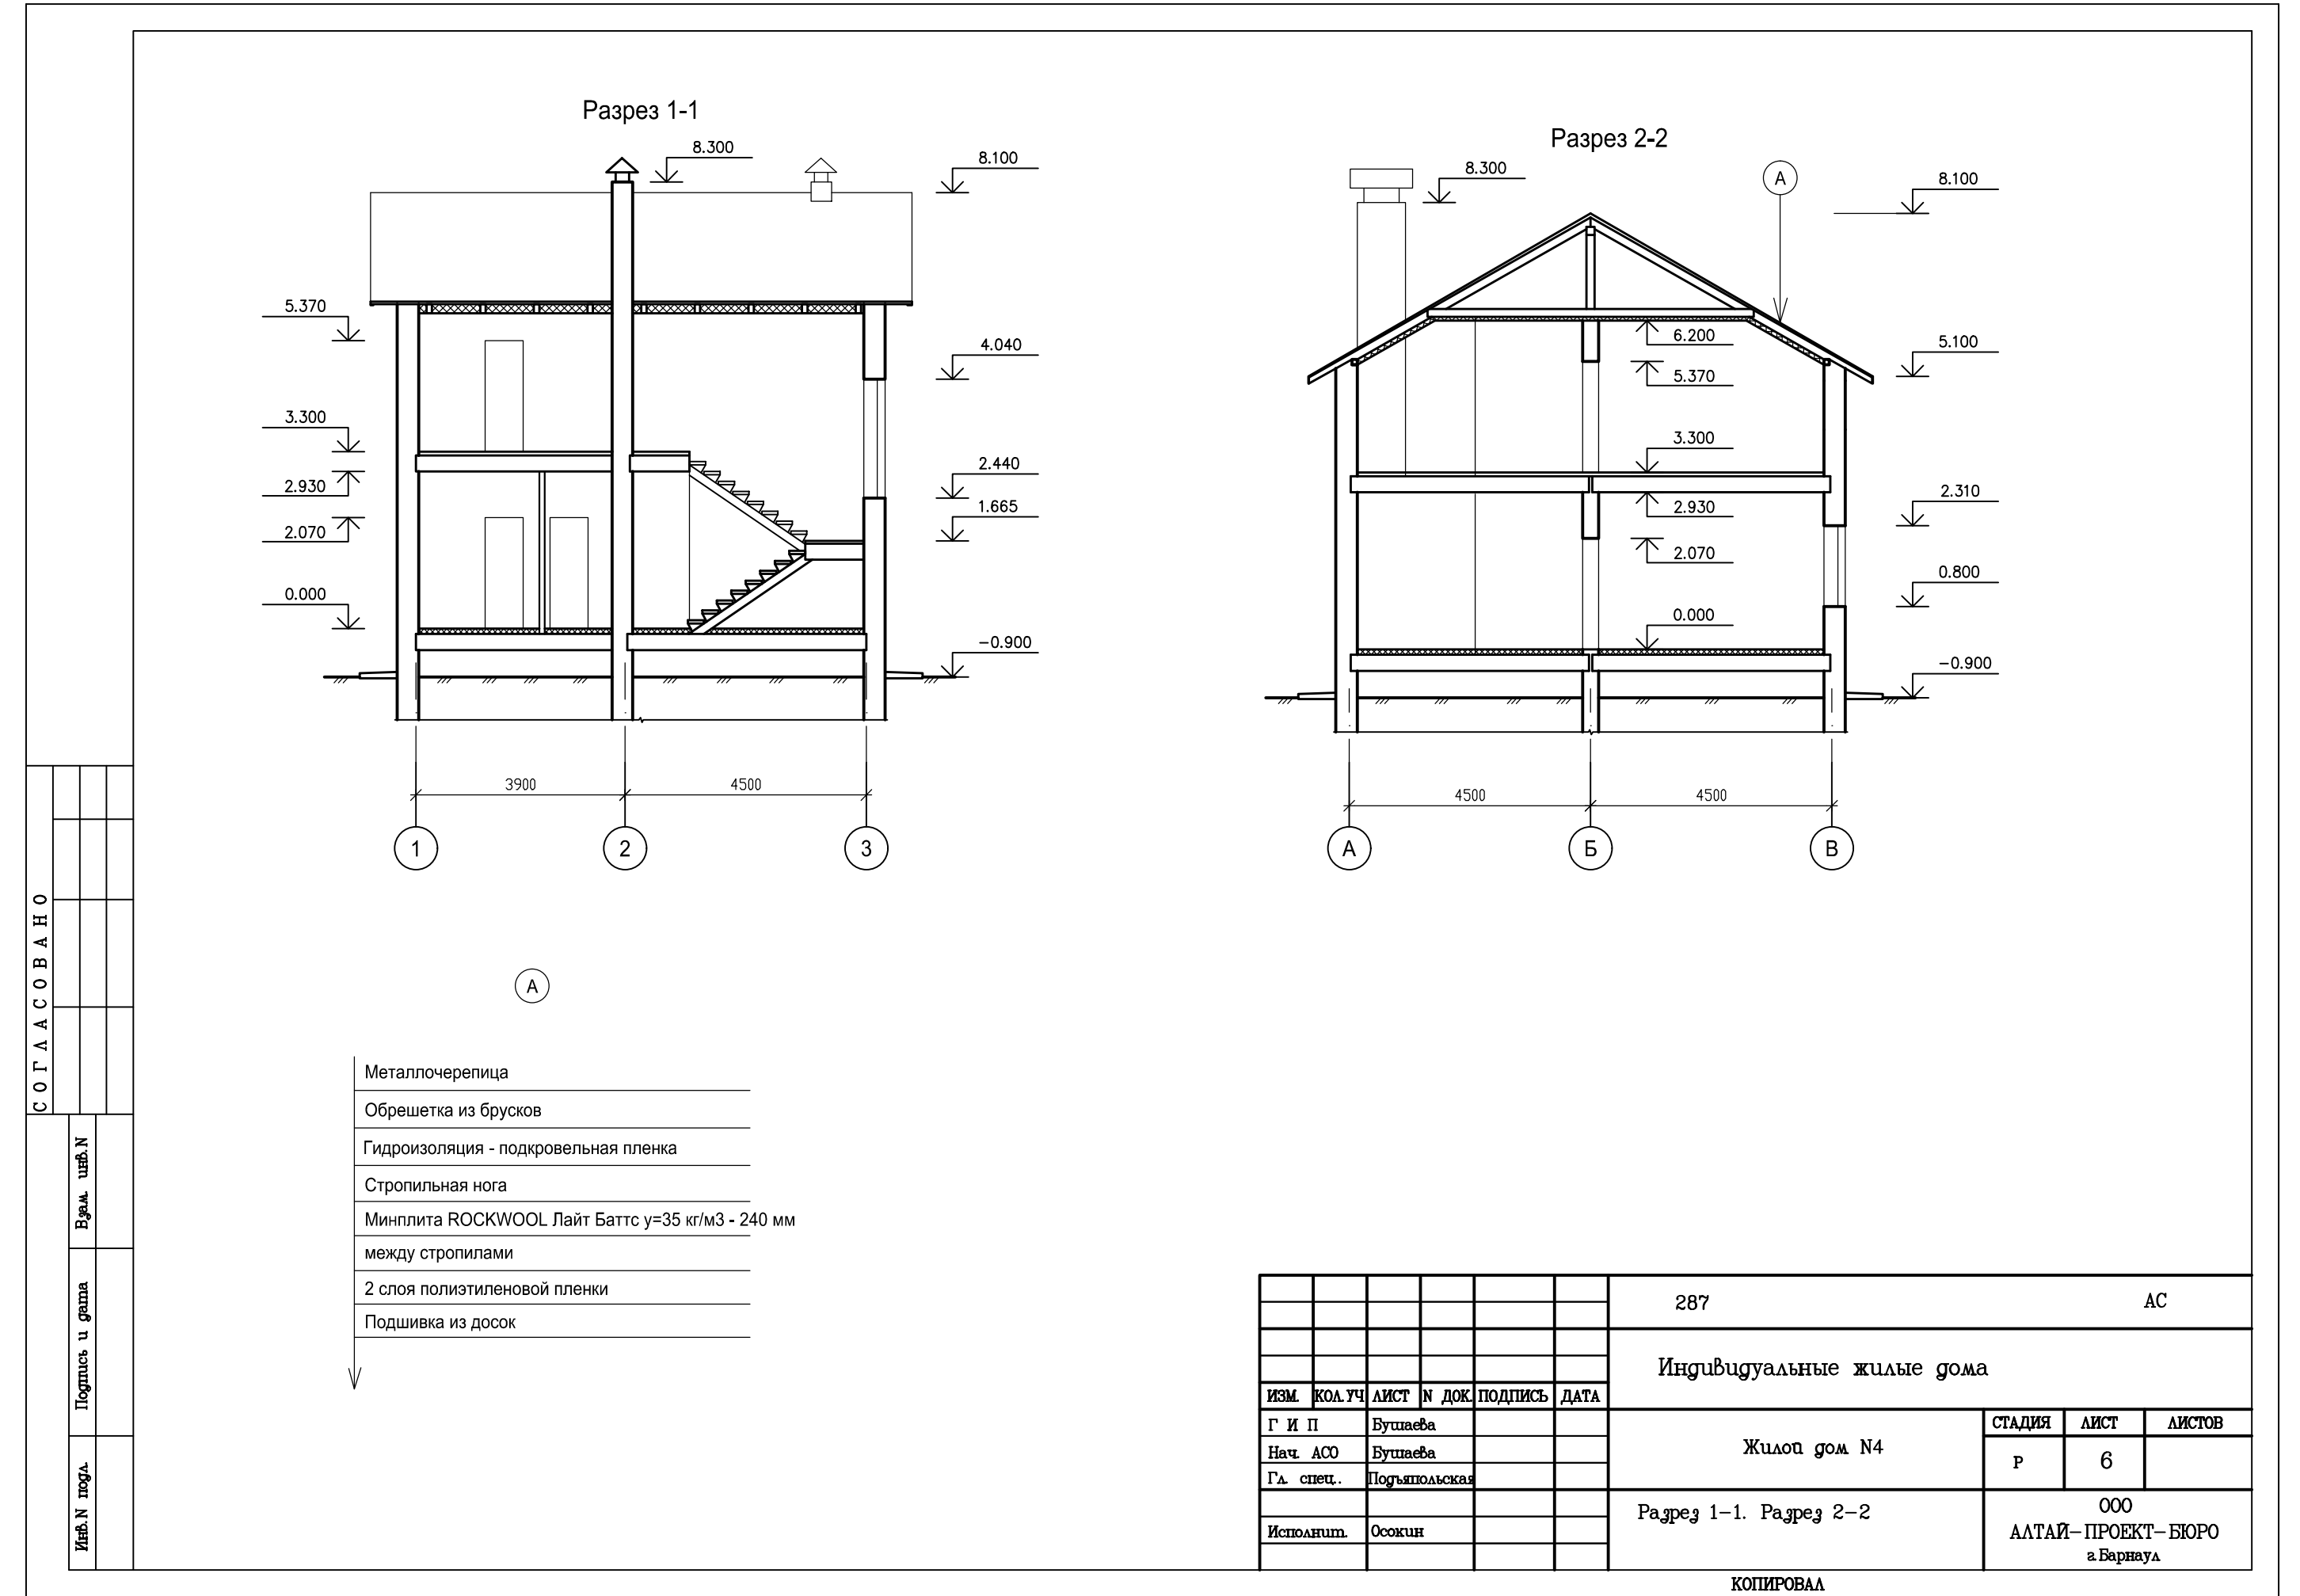 Разрез 1-1
8.300
8.100
5.370
4.040
3.300
2.930
2.440
2.070
1.665
0.000
-0.900
3900
4500
1
2
3
Разрез 2-2
8.300
А
8.100
6.200
5.100
5.370
3.300
2.930
2.310
2.070
0.800
0.000
-0.900
4500
4500
А
Б
В
А
Металлочерепица
Обрешетка из брусков
Гидроизоляция - подкровельная пленка
Стропильная нога
Минплита ROCKWOOL Лайт Баттс y=35 кг/м3 - 240 мм
между стропилами
2 слоя полиэтиленовой пленки
Подшивка из досок
СОГЛАСОВАНО
Взам. инв.N
Подпись и дата
Инв.N подл.
287
АС
Индивидуальные жилые дома
ИЗМ. КОЛ.УЧ ЛИСТ N ДОК. ПОДПИСЬ ДАТА
Г И П Бушаева
Нач. АСО Бушаева
Гл. спец.. Подъяпольская
Исполнит. Осокин
Жилой дом N4
СТАДИЯ ЛИСТ ЛИСТОВ
Р 6
Разрез 1-1. Разрез 2-2
ООО
АЛТАЙ-ПРОЕКТ-БЮРО
г.Барнаул
КОПИРОВАЛ